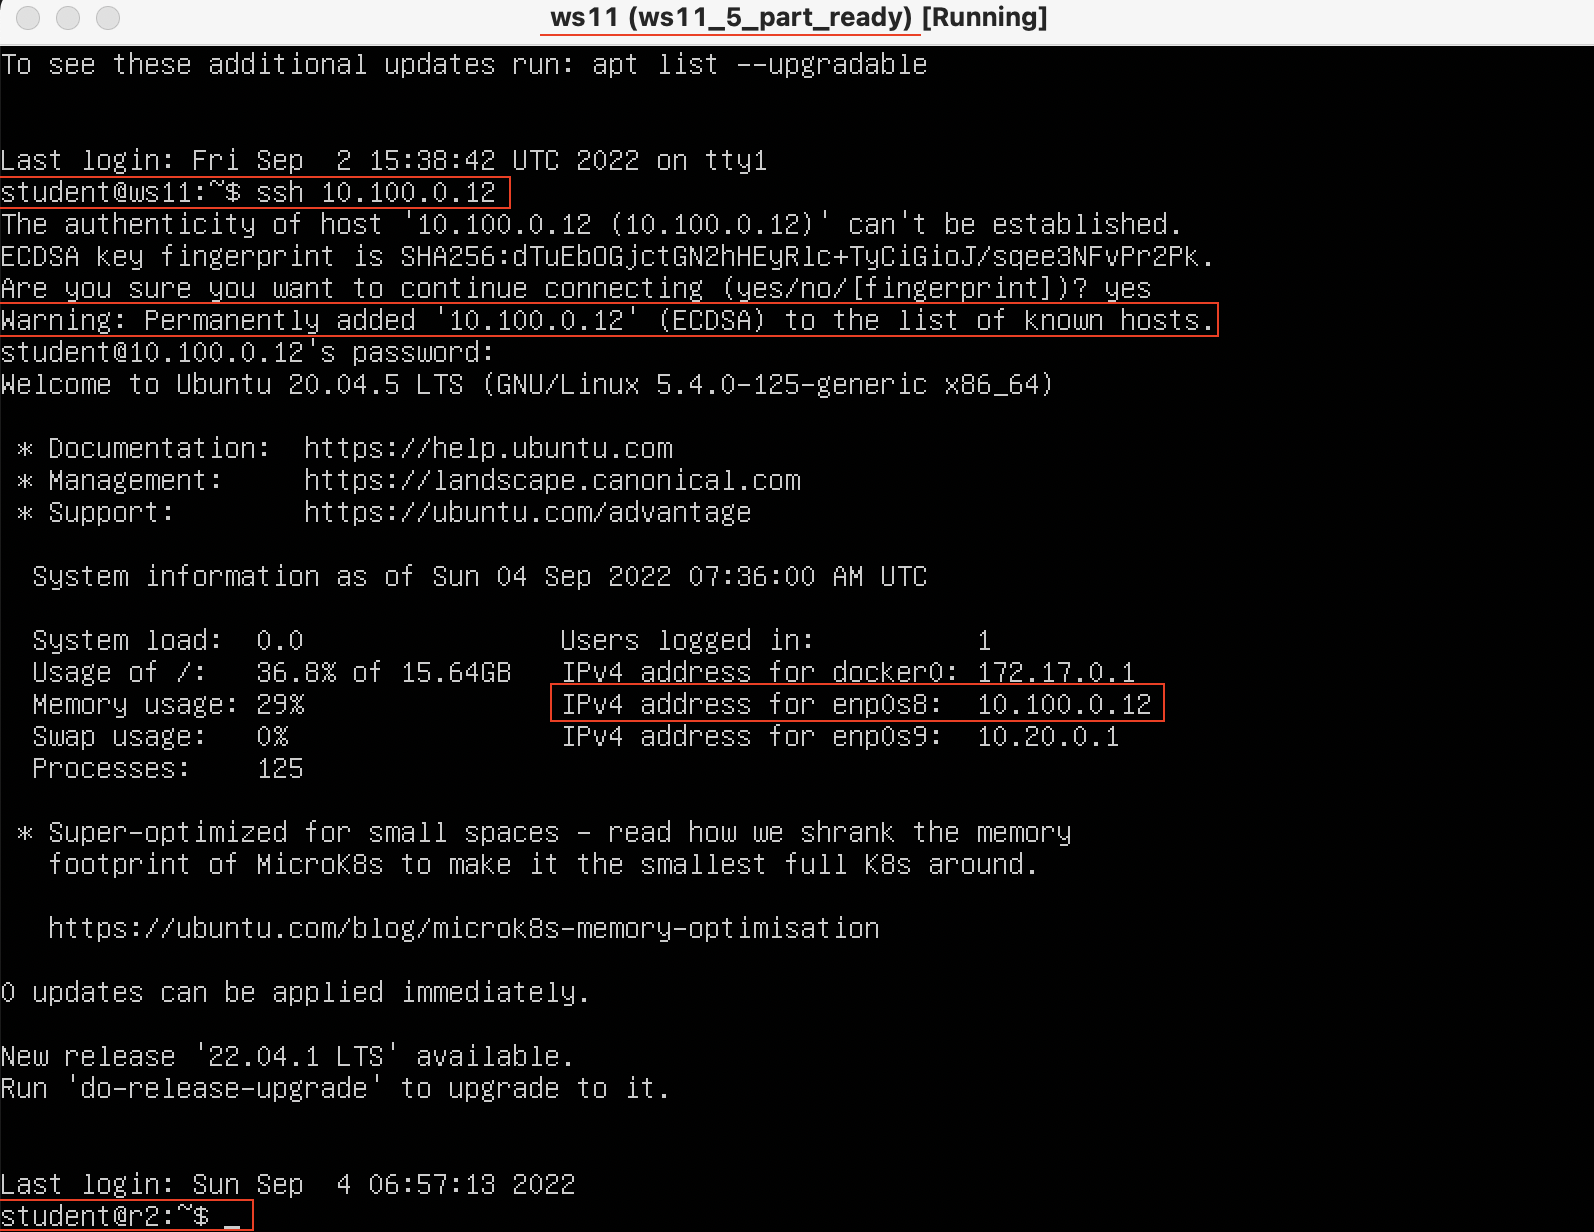 ws11 (ws11_5_part_ready) [Running]
To see these additional updates run: apt list --upgradable
Last login: Fri Sep  2 15:38:42 UTC 2022 on tty1
student@ws11:~$ ssh 10.100.0.12
The authenticity of host '10.100.0.12 (10.100.0.12)' can't be established.
ECDSA key fingerprint is SHA256:dTuEbOGjctGN2hHEyRlc+TyCiGioJ/sqee3NFvPr2Pk.
Are you sure you want to continue connecting (yes/no/[fingerprint])? yes
Warning: Permanently added '10.100.0.12' (ECDSA) to the list of known hosts.
student@10.100.0.12's password:
Welcome to Ubuntu 20.04.5 LTS (GNU/Linux 5.4.0-125-generic x86_64)
* Documentation:  https://help.ubuntu.com
* Management:     https://landscape.canonical.com
* Support:        https://ubuntu.com/advantage
System information as of Sun 04 Sep 2022 07:36:00 AM UTC
System load:  0.0                Users logged in:          1
Usage of /:   36.8% of 15.64GB   IPv4 address for docker0: 172.17.0.1
Memory usage: 29%                IPv4 address for enp0s8:  10.100.0.12
Swap usage:   0%                 IPv4 address for enp0s9:  10.20.0.1
Processes:    125
* Super-optimized for small spaces - read how we shrank the memory
footprint of MicroK8s to make it the smallest full K8s around.
https://ubuntu.com/blog/microk8s-memory-optimisation
0 updates can be applied immediately.
New release '22.04.1 LTS' available.
Run 'do-release-upgrade' to upgrade to it.
Last login: Sun Sep  4 06:57:13 2022
student@r2:~$ _